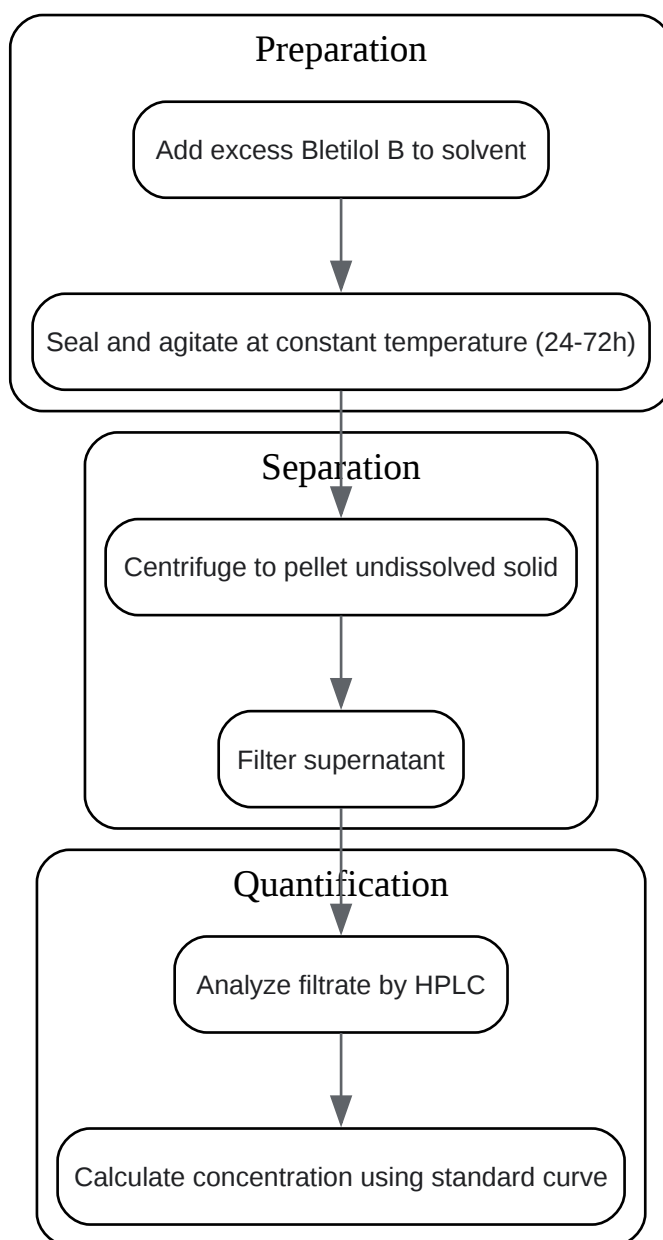 Preparation
Add excess Bletilol B to solvent
Seal and agitate at constant temperature (24-72h)
Separation
Centrifuge to pellet undissolved solid
Filter supernatant
Quantification
Analyze filtrate by HPLC
Calculate concentration using standard curve